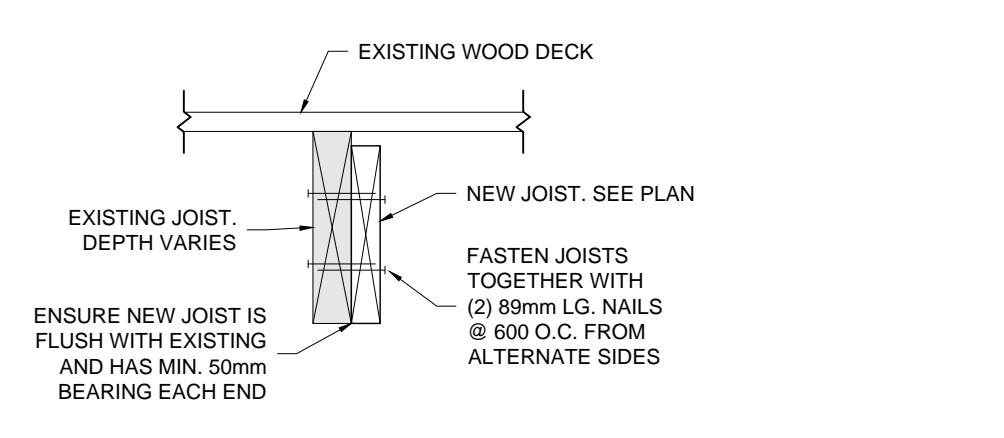 EXISTING WOOD DECK
NEW JOIST. SEE PLAN
EXISTING JOIST.
DEPTH VARIES
FASTEN JOISTS
TOGETHER WITH
(2) 89mm LG. NAILS
@ 600 O.C. FROM
ALTERNATE SIDES
ENSURE NEW JOIST IS
FLUSH WITH EXISTING
AND HAS MIN. 50mm
BEARING EACH END